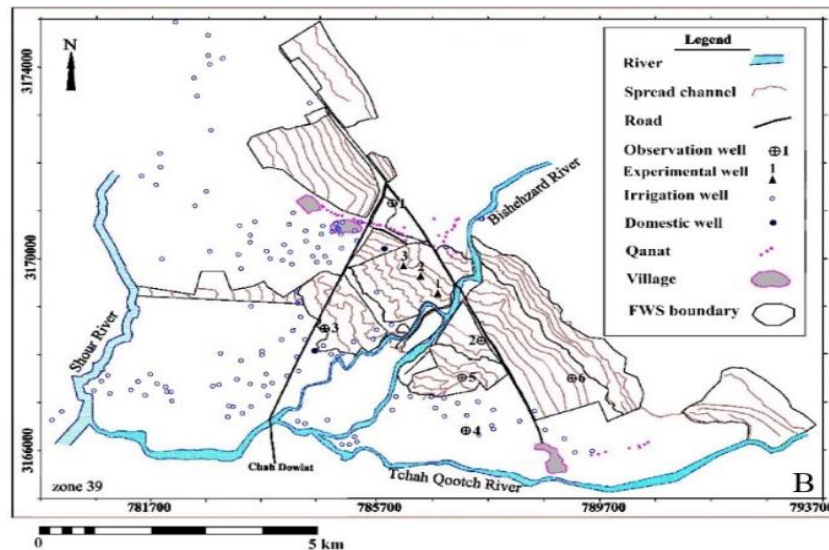 N
3174000
3170000
3166000
Legend
River
Spread channel
Road
Observation well 1
Experimental well 1
Irrigation well
Domestic well
Qanat
Village
FWS boundary
Bishehzard River
Shour River
1
3
2
1
3
2
5
6
4
Chah Dowlat
Tchah Qootch River
zone 39
B
781700
785700
789700
793700
0
5 km